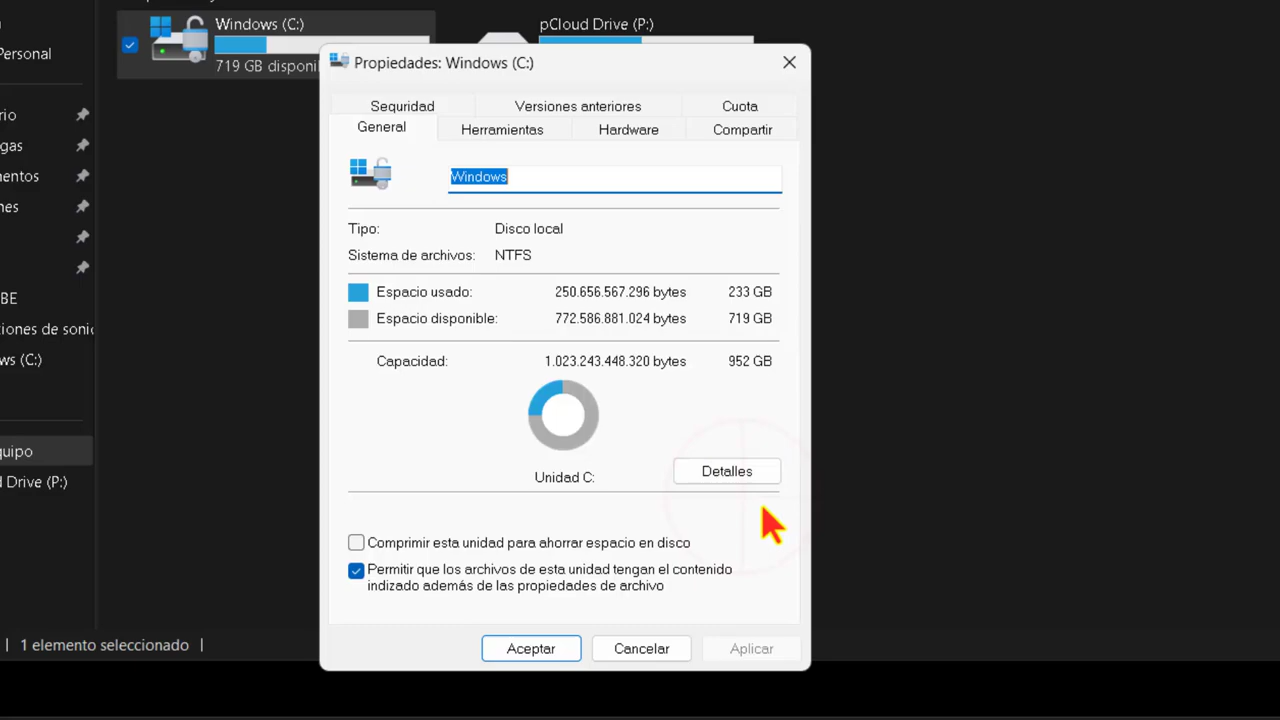 Windows (C:)
719 GB disponi
pCloud Drive (P:)
Personal
rio
gas
mentos
nes
BE
iones de soni
ws (C:)
quipo
d Drive (P:)
1 elemento seleccionado
Propiedades: Windows (C:)
Seguridad
Versiones anteriores
Cuota
General
Herramientas
Hardware
Compartir
Windows
Tipo: Disco local
Sistema de archivos: NTFS
Espacio usado: 250.656.567.296 bytes 233 GB
Espacio disponible: 772.586.881.024 bytes 719 GB
Capacidad: 1.023.243.448.320 bytes 952 GB
Unidad C:
Detalles
Comprimir esta unidad para ahorrar espacio en disco
Permitir que los archivos de esta unidad tengan el contenido
indizado además de las propiedades de archivo
Aceptar
Cancelar
Aplicar